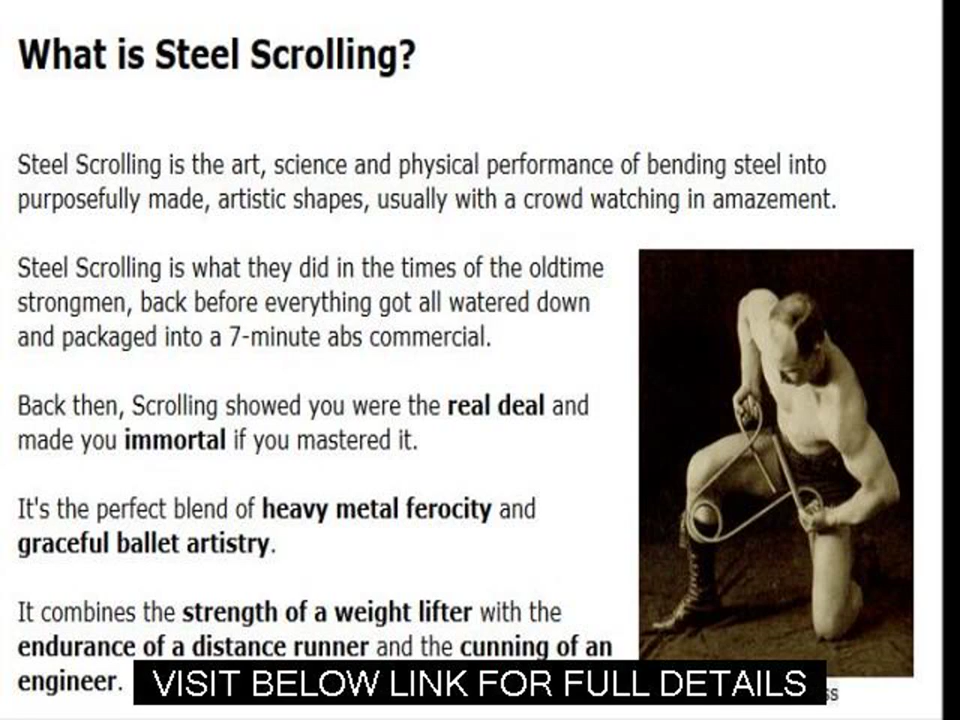 What is Steel Scrolling?
Steel Scrolling is the art, science and physical performance of bending steel into
purposefully made, artistic shapes, usually with a crowd watching in amazement.
Steel Scrolling is what they did in the times of the oldtime
strongmen, back before everything got all watered down
and packaged into a 7-minute abs commercial.
Back then, Scrolling showed you were the real deal and
made you immortal if you mastered it.
It's the perfect blend of heavy metal ferocity and
graceful ballet artistry.
It combines the strength of a weight lifter with the
endurance of a distance runner and the cunning of an
engineer.
VISIT BELOW LINK FOR FULL DETAILS